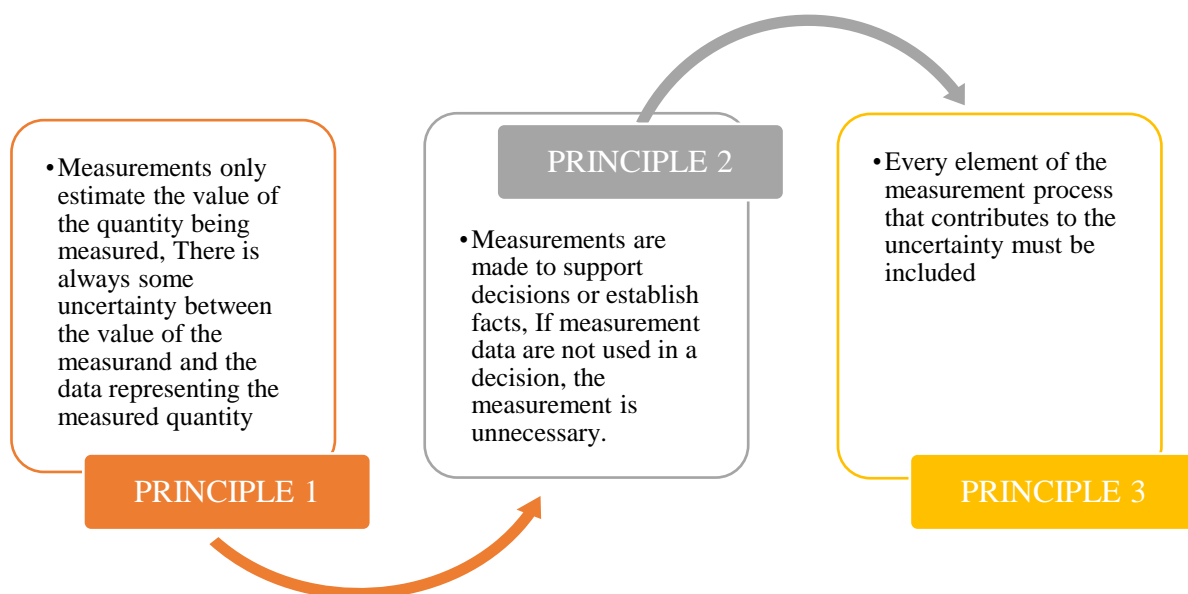 •Measurements only
estimate the value of
the quantity being
measured, There is
always some
uncertainty between
the value of the
measurand and the
data representing the
measured quantity
PRINCIPLE 1
PRINCIPLE 2
•Measurements are
made to support
decisions or establish
facts, If measurement
data are not used in a
decision, the
measurement is
unnecessary.
•Every element of the
measurement process
that contributes to the
uncertainty must be
included
PRINCIPLE 3